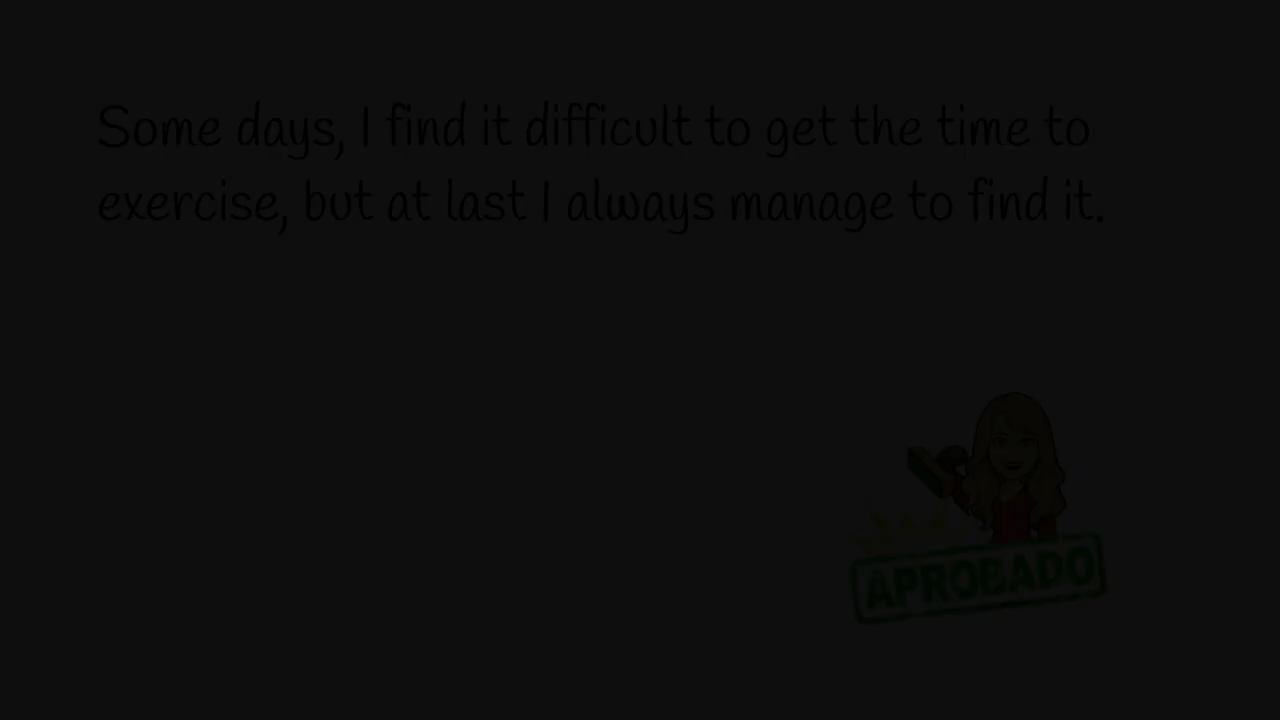 Some days, I find it difficult to get the time to
exercise, but at last I always manage to find it.
APROBADO